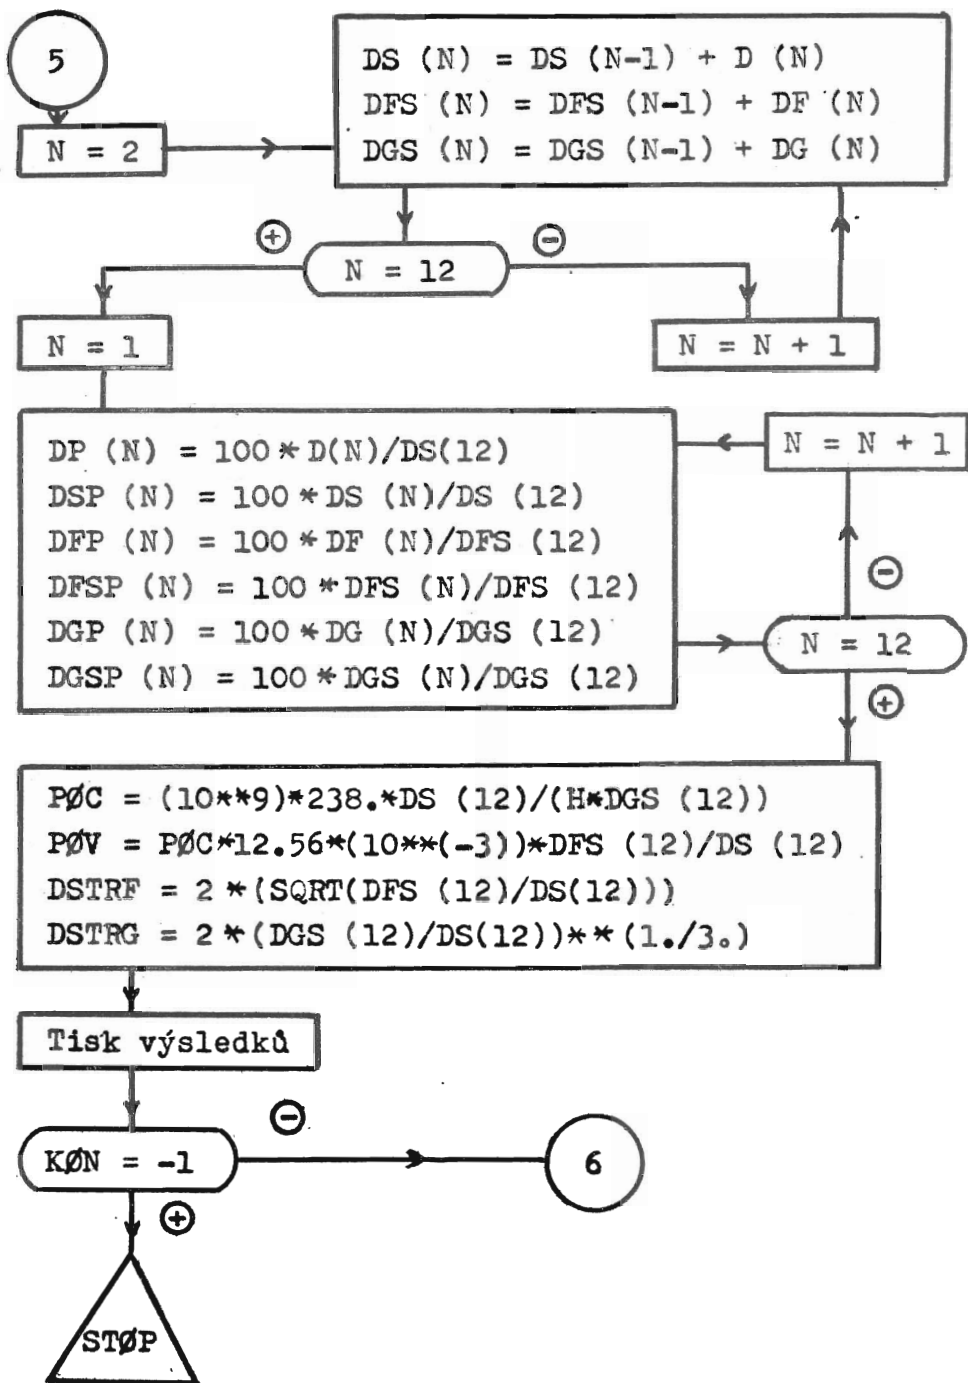 5
DS (N) = DS (N-1) + D (N)
DFS (N) = DFS (N-1) + DF (N)
DGS (N) = DGS (N-1) + DG (N)
N = 2
+
-
N = 12
N = 1
N = N + 1
DP (N) = 100*D(N)/DS(12)
DSP (N) = 100*DS (N)/DS (12)
DFP (N) = 100*DF (N)/DFS (12)
DFSP (N) = 100*DFS (N)/DFS (12)
DGP (N) = 100*DG (N)/DGS (12)
DGSP (N) = 100*DGS (N)/DGS (12)
N = N + 1
-
N = 12
+
PØC = (10**9)*238.*DS (12)/(H*DGS (12))
PØV = PØC*12.56*(10**(-3))*DFS (12)/DS (12)
DSTRF = 2*(SQRT(DFS (12)/DS(12)))
DSTRG = 2*(DGS (12)/DS(12))**(1./3.)
Tisk výsledků
-
KØN = -1
6
+
STØP